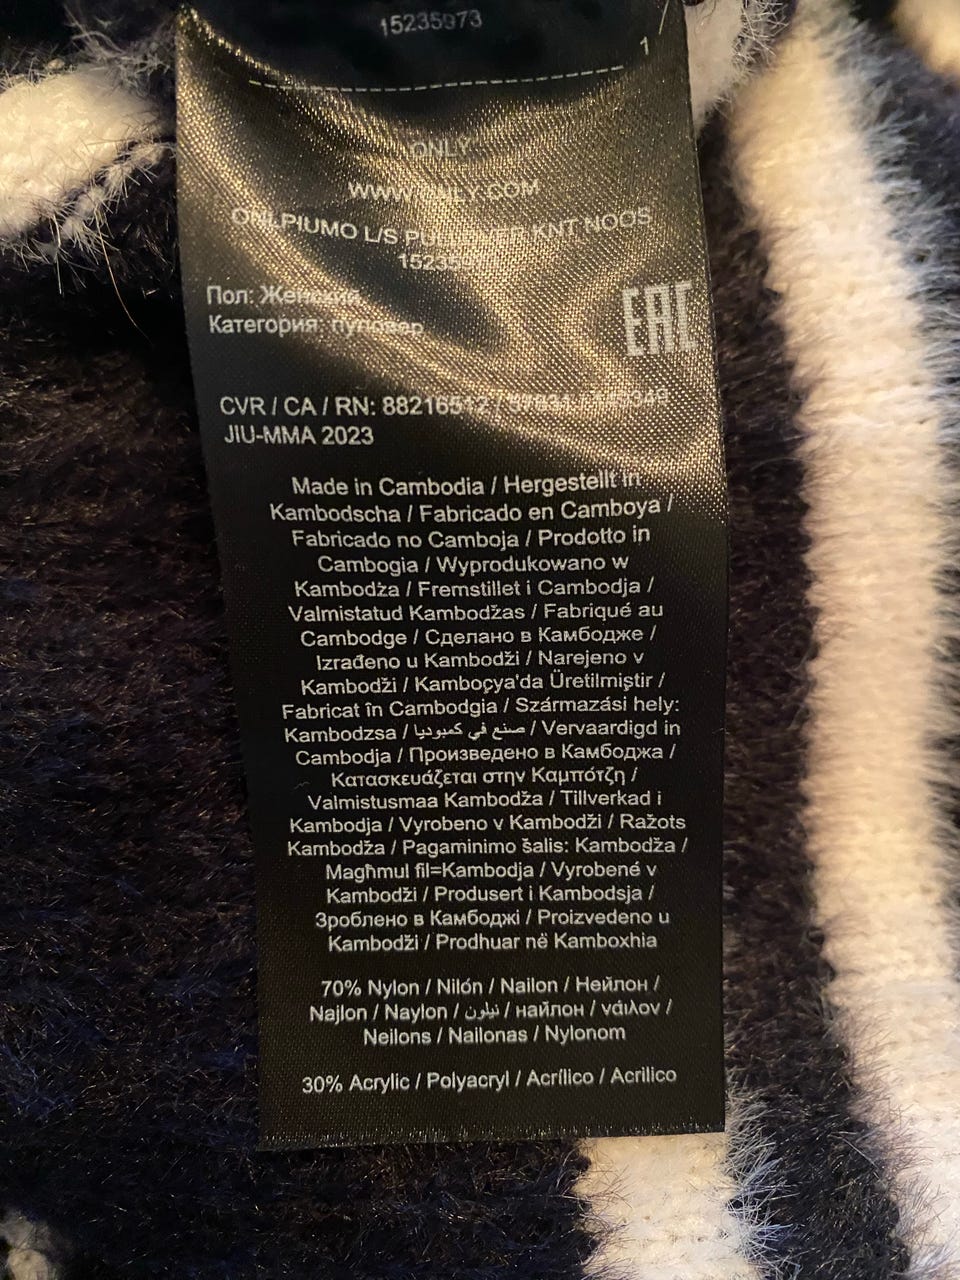 15235973
1
ONLY
WWW.ONLY.COM
ONLPIUMO L/S PULLOVER KNT NOOS
Пол: Женский
Категория: пуловер
EAC
CVR / CA / RN: 88216512 /
JIU-MMA 2023
Made in Cambodia / Hergestellt in
Kambodscha / Fabricado en Camboya /
Fabricado no Camboja / Prodotto in
Cambogia / Wyprodukowano w
Kambodża / Fremstillet i Cambodja /
Valmistatud Kambodžas / Fabriqué au
Cambodge / Сделано в Камбодже /
Izrađeno u Kambodži / Narejeno v
Kambodži / Kamboçya'da Üretilmiştir /
Fabricat în Cambodgia / Származási hely:
Kambodzsa / صنع في كمبوديا / Vervaardigd in
Cambodja / Произведено в Камбоджа /
Κατασκευάζεται στην Καμπότζη /
Valmistusmaa Kambodža / Tillverkad i
Kambodja / Vyrobeno v Kambodži / Ražots
Kambodža / Pagaminimo šalis: Kambodža /
Magħmul fil=Kambodja / Vyrobené v
Kambodži / Produsert i Kambodsja /
Зроблено в Камбоджі / Proizvedeno u
Kambodži / Prodhuar në Kamboxhia
70% Nylon / Nilón / Nailon / Нейлон /
Najlon / Naylon / نيلون / найлон / νάιλον /
Neilons / Nailonas / Nylonom
30% Acrylic / Polyacryl / Acrílico / Acrilico